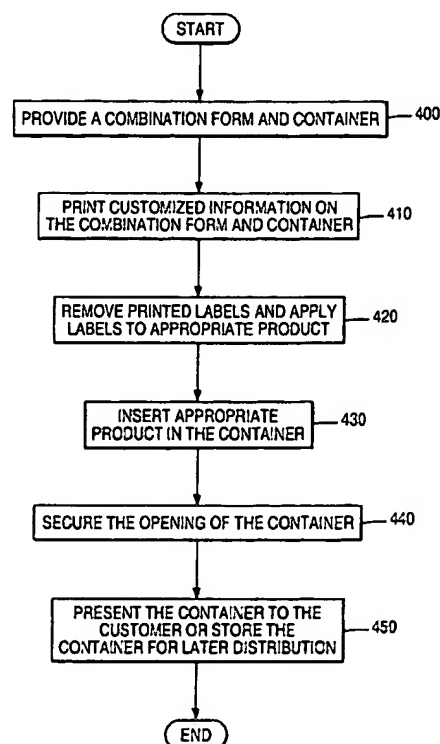 START
PROVIDE A COMBINATION FORM AND CONTAINER
400
PRINT CUSTOMIZED INFORMATION ON
THE COMBINATION FORM AND CONTAINER
410
REMOVE PRINTED LABELS AND APPLY
LABELS TO APPROPRIATE PRODUCT
420
INSERT APPROPRIATE
PRODUCT IN THE CONTAINER
430
SECURE THE OPENING OF THE CONTAINER
440
PRESENT THE CONTAINER TO THE
CUSTOMER OR STORE THE
CONTAINER FOR LATER DISTRIBUTION
450
END